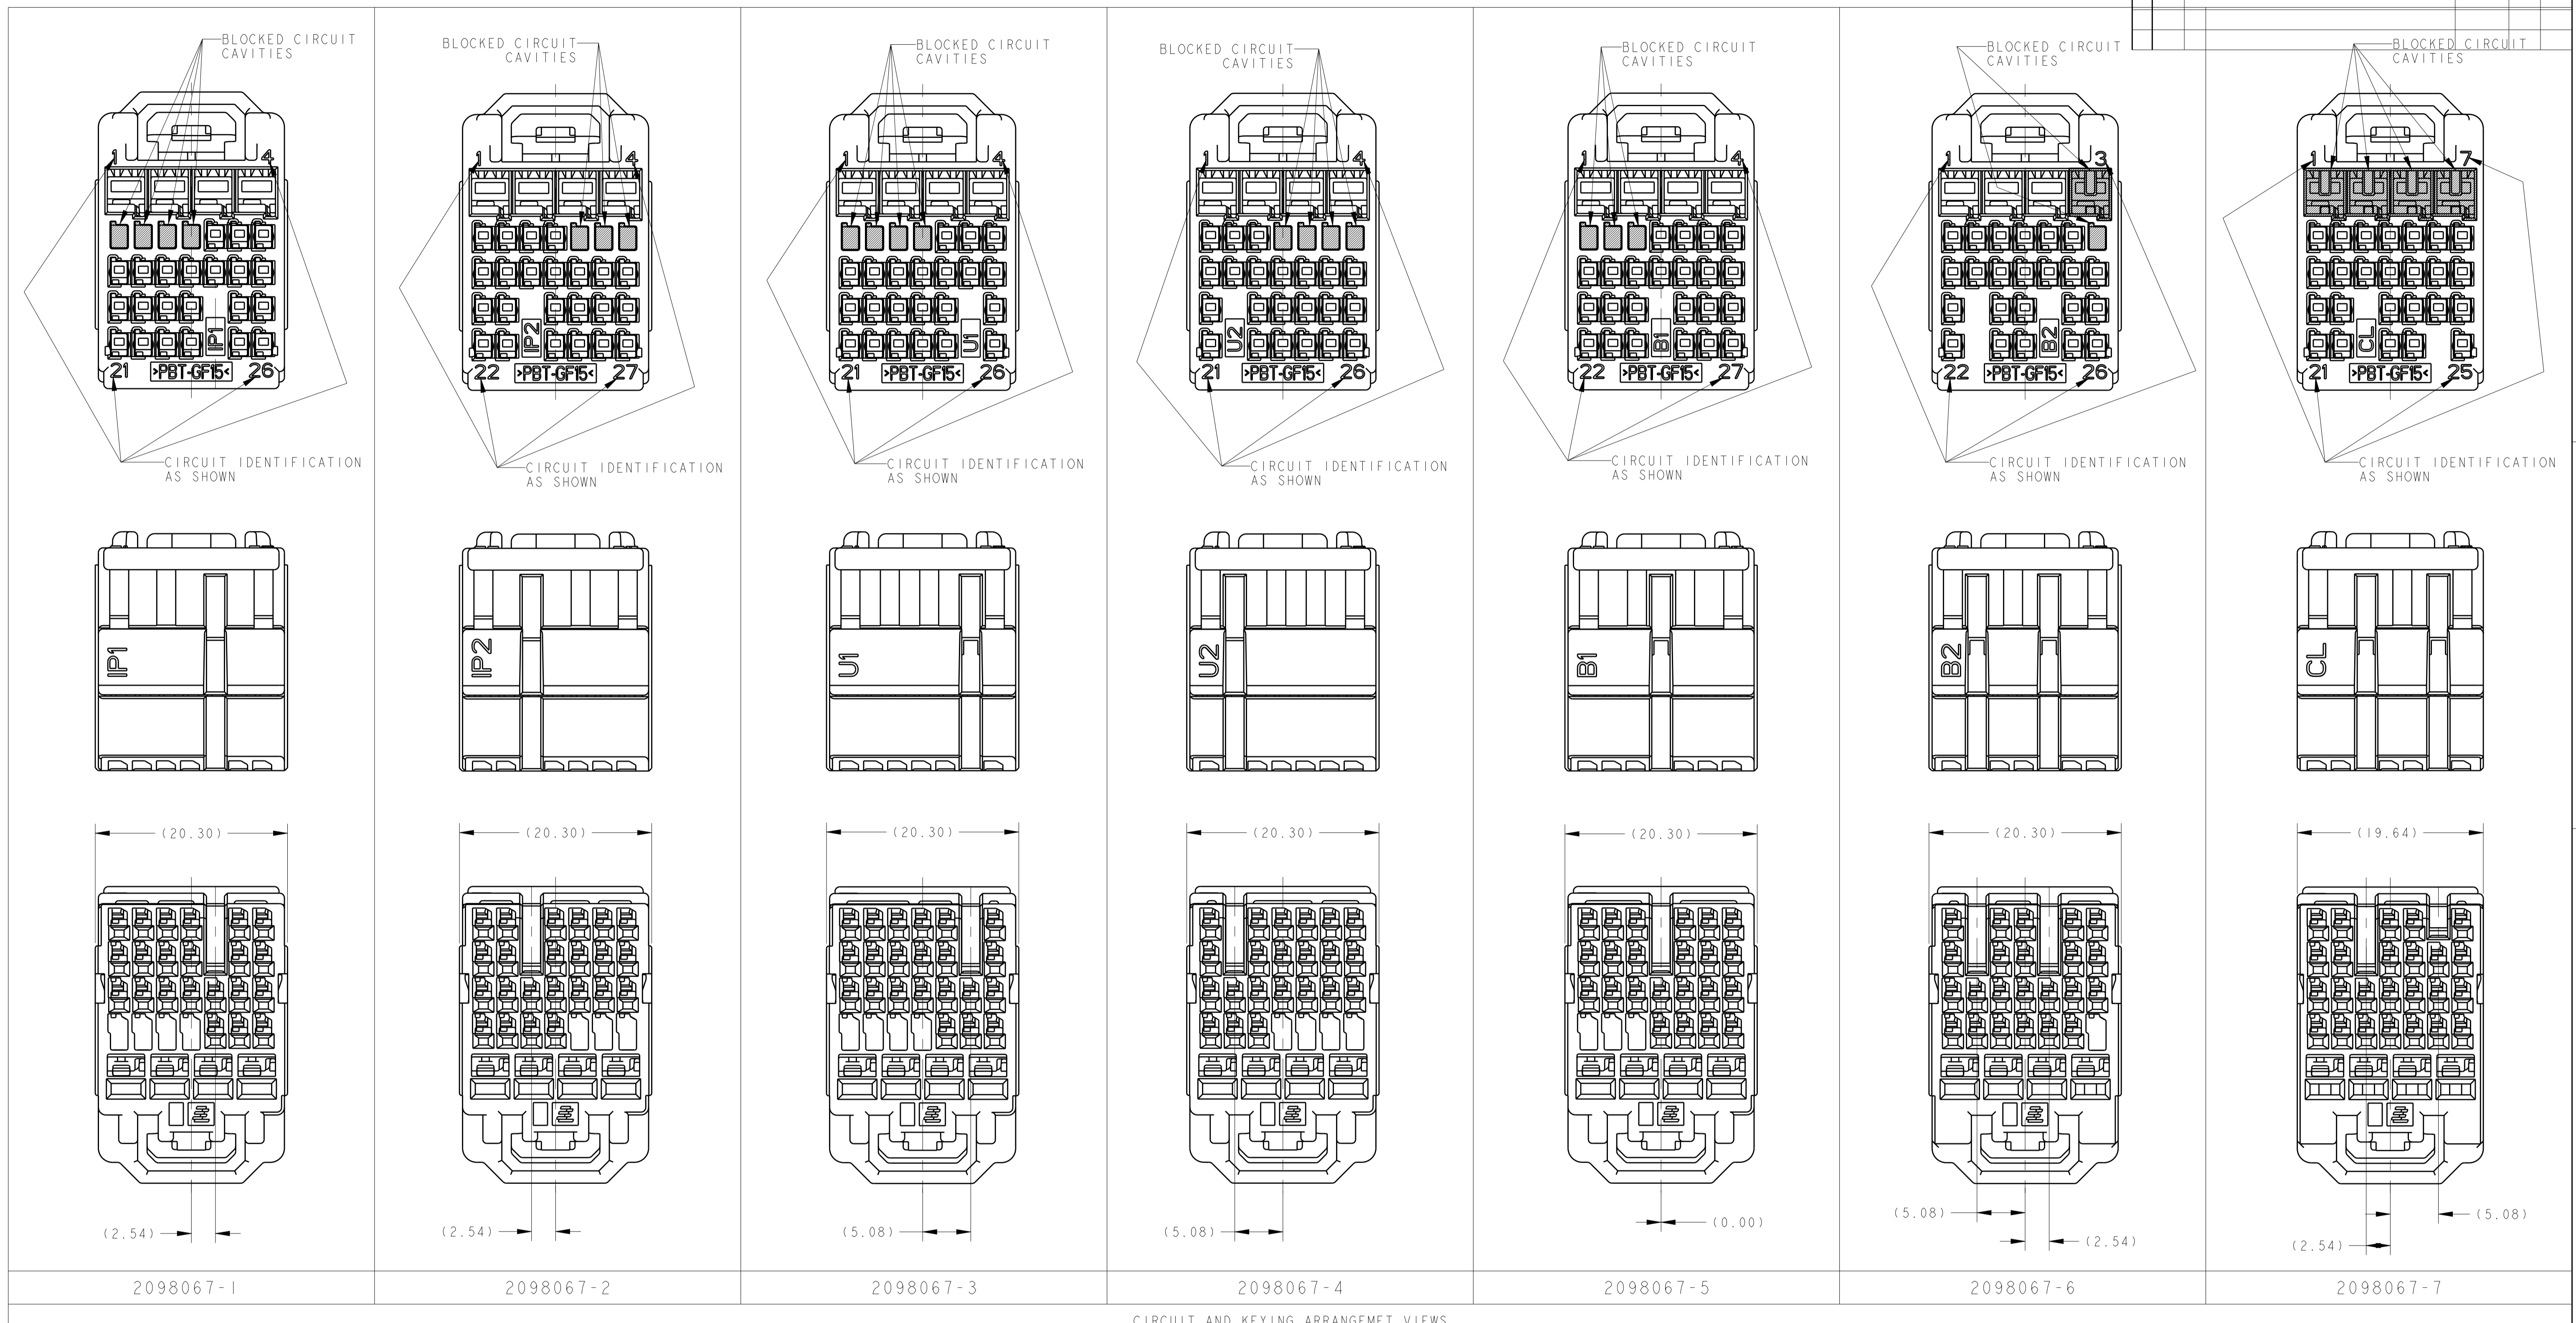 BLOCKED CIRCUIT
CAVITIES
1
4
IP1
21
>PBT-GF15<
26
CIRCUIT IDENTIFICATION
AS SHOWN
IP1
(20.30)
(2.54)
2098067-1
BLOCKED CIRCUIT
CAVITIES
1
4
IP2
22
>PBT-GF15<
27
CIRCUIT IDENTIFICATION
AS SHOWN
IP2
(20.30)
(2.54)
2098067-2
BLOCKED CIRCUIT
CAVITIES
1
4
U1
21
>PBT-GF15<
26
CIRCUIT IDENTIFICATION
AS SHOWN
U1
(20.30)
(5.08)
2098067-3
BLOCKED CIRCUIT
CAVITIES
1
4
U2
21
>PBT-GF15<
26
CIRCUIT IDENTIFICATION
AS SHOWN
U2
(20.30)
(5.08)
2098067-4
BLOCKED CIRCUIT
CAVITIES
1
4
B1
22
>PBT-GF15<
27
CIRCUIT IDENTIFICATION
AS SHOWN
B1
(20.30)
(0.00)
2098067-5
BLOCKED CIRCUIT
CAVITIES
1
3
B2
22
>PBT-GF15<
26
CIRCUIT IDENTIFICATION
AS SHOWN
B2
(20.30)
(5.08)
(2.54)
2098067-6
BLOCKED CIRCUIT
CAVITIES
1
7
CL
21
>PBT-GF15<
25
CIRCUIT IDENTIFICATION
AS SHOWN
CL
(19.64)
(5.08)
(2.54)
2098067-7
CIRCUIT AND KEYING ARRANGEMET VIEWS